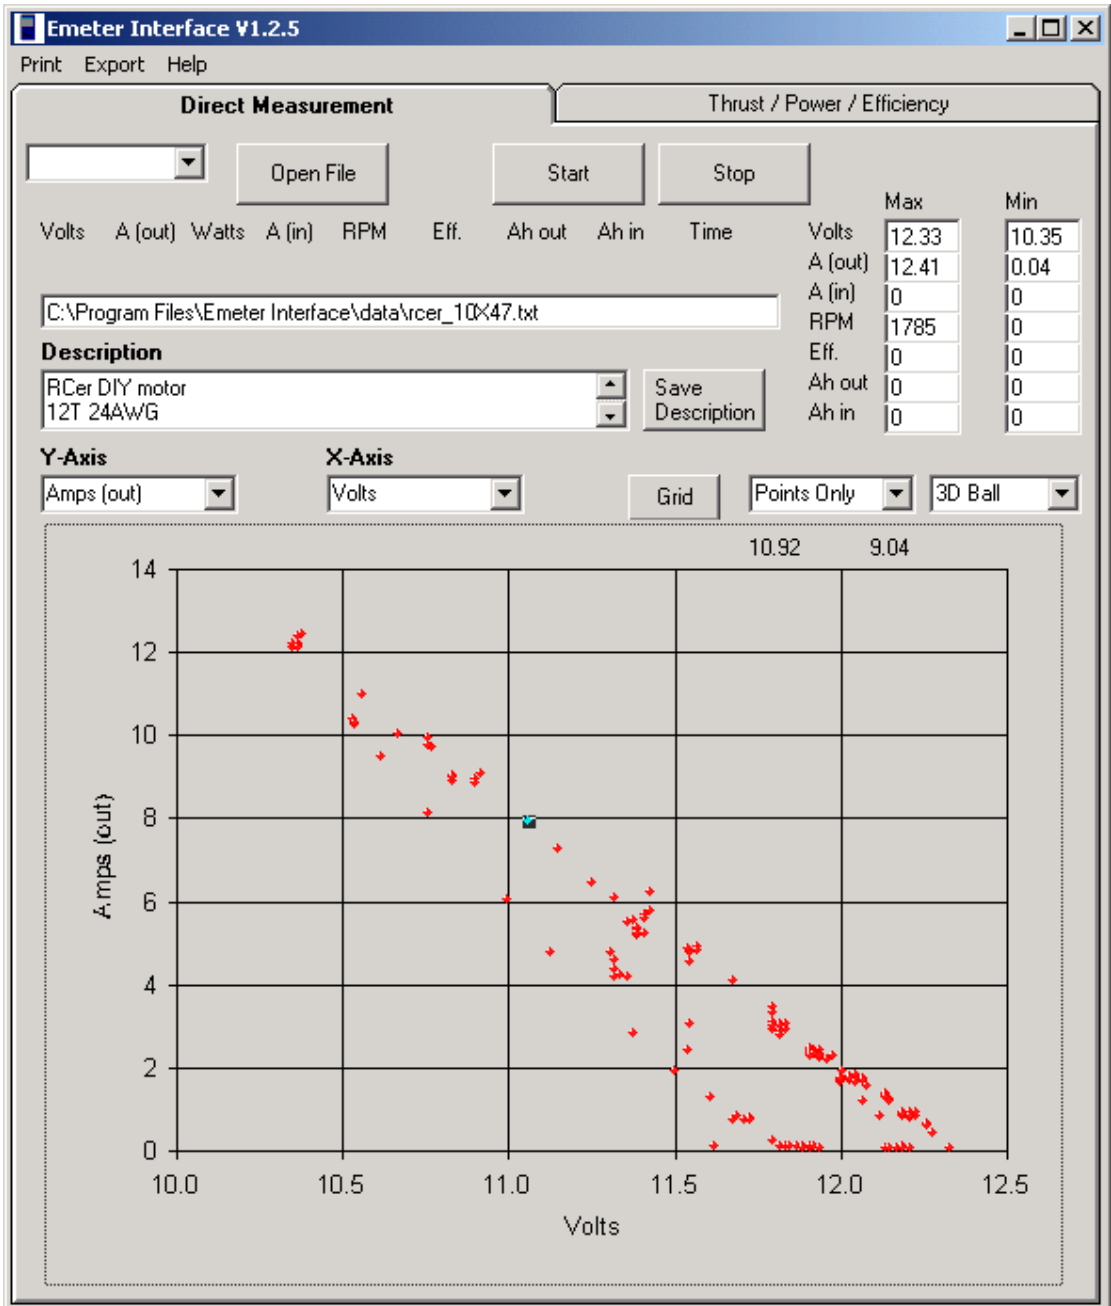 Emeter Interface V1.2.5
Print Export Help
Direct Measurement Thrust / Power / Efficiency
Open File Start Stop
Max Min
Volts A (out) Watts A (in) RPM Eff. Ah out Ah in Time
Volts 12.33 10.35
A (out) 12.41 0.04
A (in) 0 0
RPM 1785 0
Eff. 0 0
Ah out 0 0
Ah in 0 0
C:\Program Files\Emeter Interface\data\rcer_10X47.txt
Description
RCer DIY motor
12T 24AWG
Save
Description
Y-Axis X-Axis
Amps (out) Volts Grid Points Only 3D Ball
10.92 9.04
14
12
10
8
6
4
2
0
Amps (out)
10.0 10.5 11.0 11.5 12.0 12.5
Volts